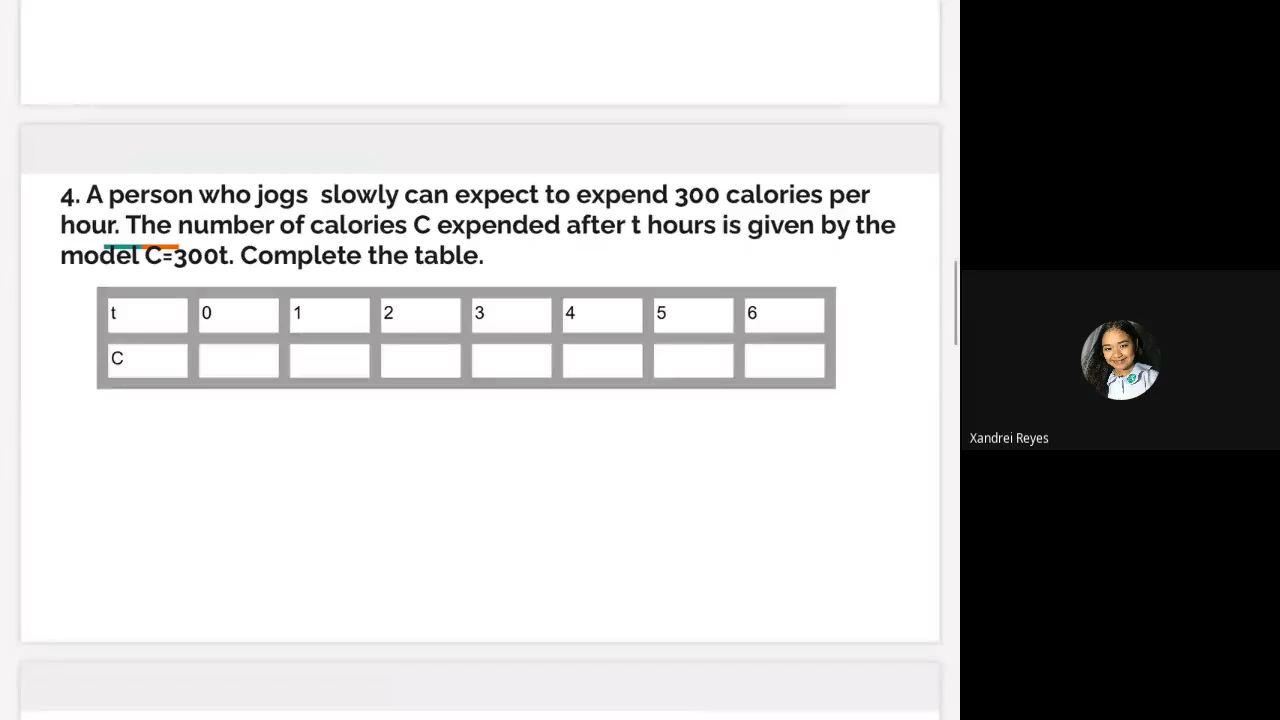 4. A person who jogs slowly can expect to expend 300 calories per
hour. The number of calories C expended after t hours is given by the
model C=300t. Complete the table.
t 0 1 2 3 4 5 6
C
Xandrei Reyes